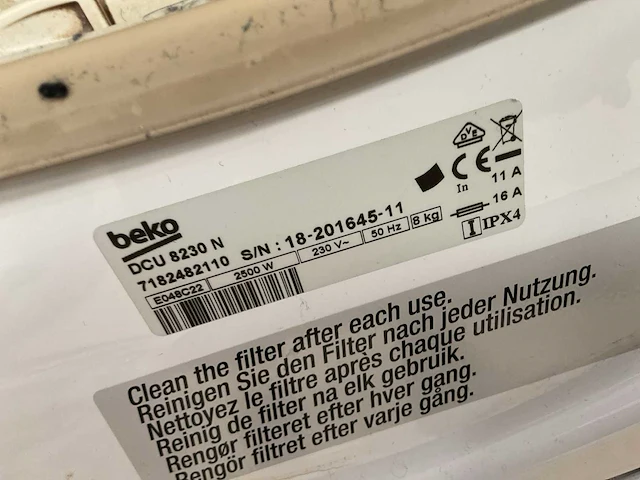 beko
DCU 8230 N
7182482110 S/N : 18-201645-11
E048C22 2500 W 230 V~ 50 Hz 8 kg
DVE
CE
In 11 A
16 A
I IPX4
Clean the filter after each use.
Reinigen Sie den Filter nach jeder Nutzung.
Nettoyez le filtre après chaque utilisation.
Reinig de filter na elk gebruik.
Rengør filteret efter hver gang.
Rengör filtret efter varje gång.